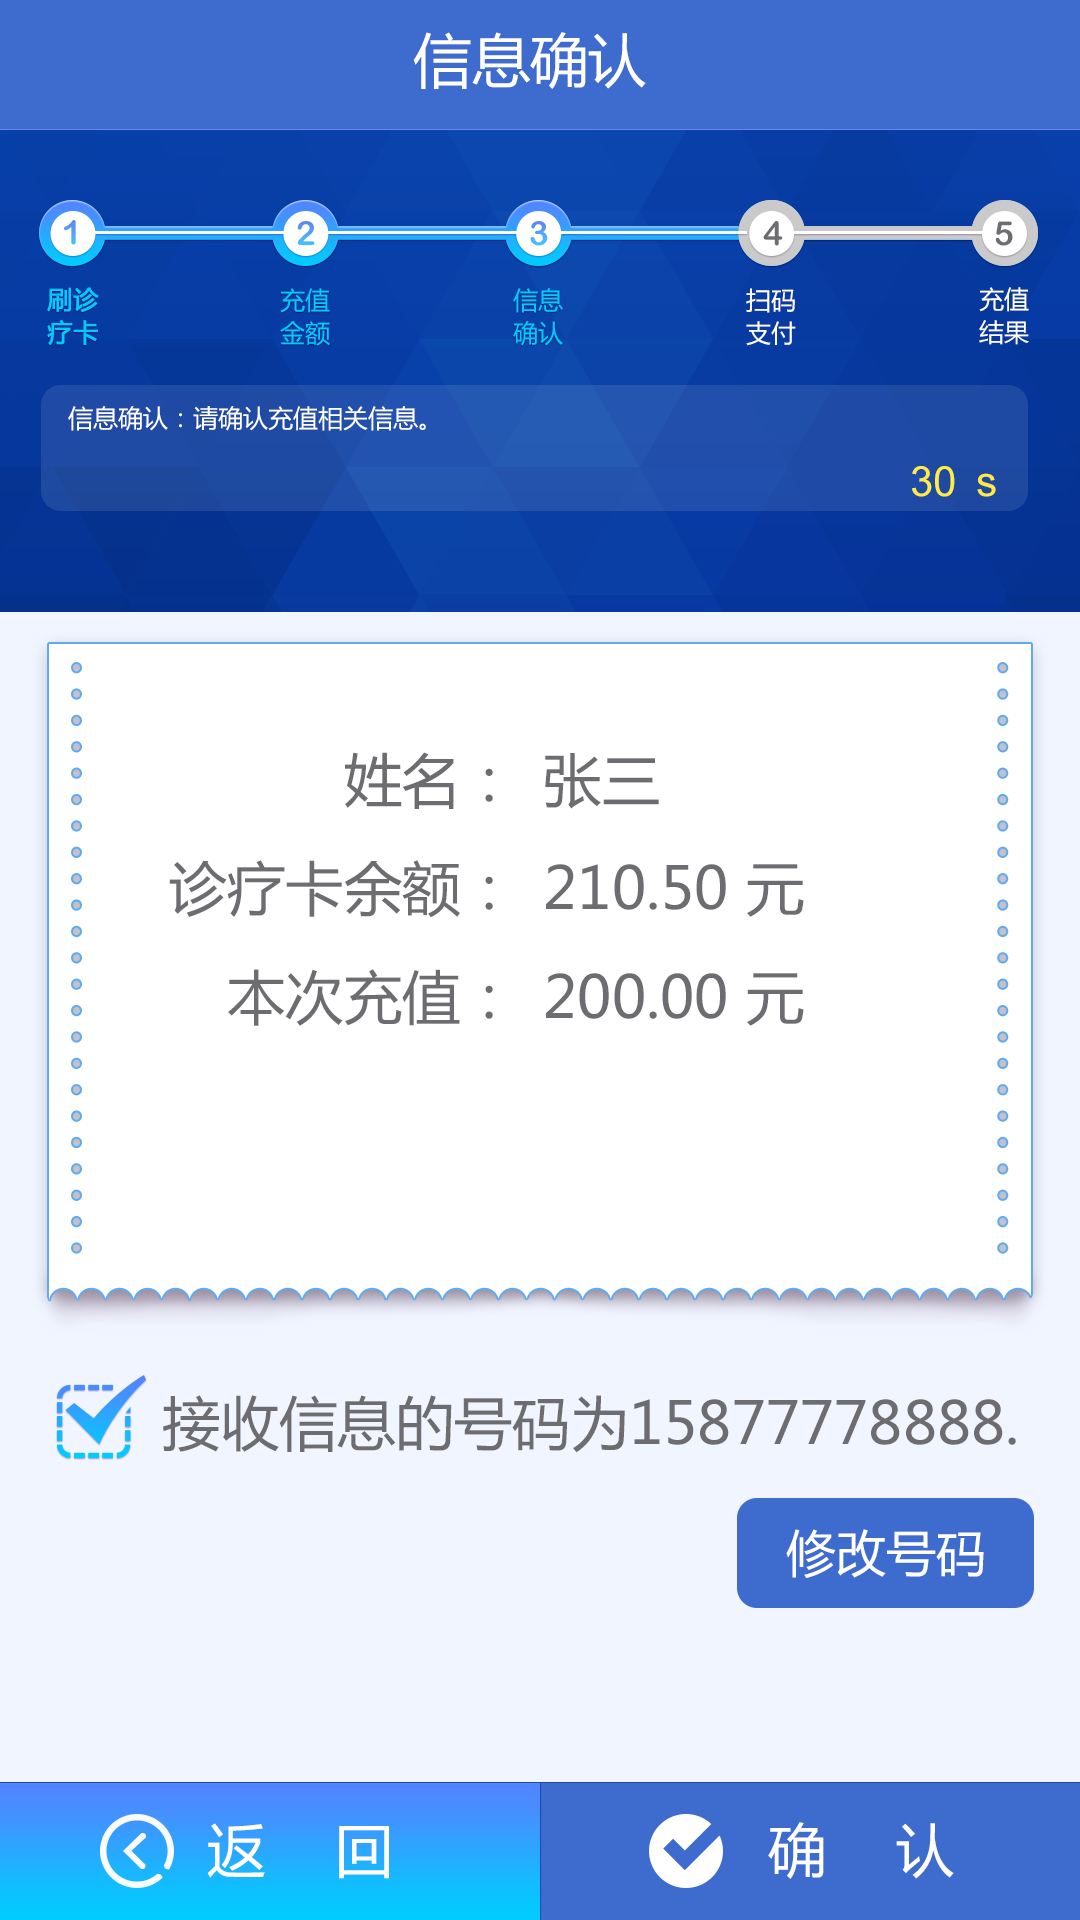 信息确认
1 2 3 4 5
刷诊 充值 信息 扫码 充值
疗卡 金额 确认 支付 结果
信息确认：请确认充值相关信息。
30 s
姓名： 张三
诊疗卡余额： 210.50 元
本次充值： 200.00 元
接收信息的号码为15877778888.
修改号码
返 回 确 认